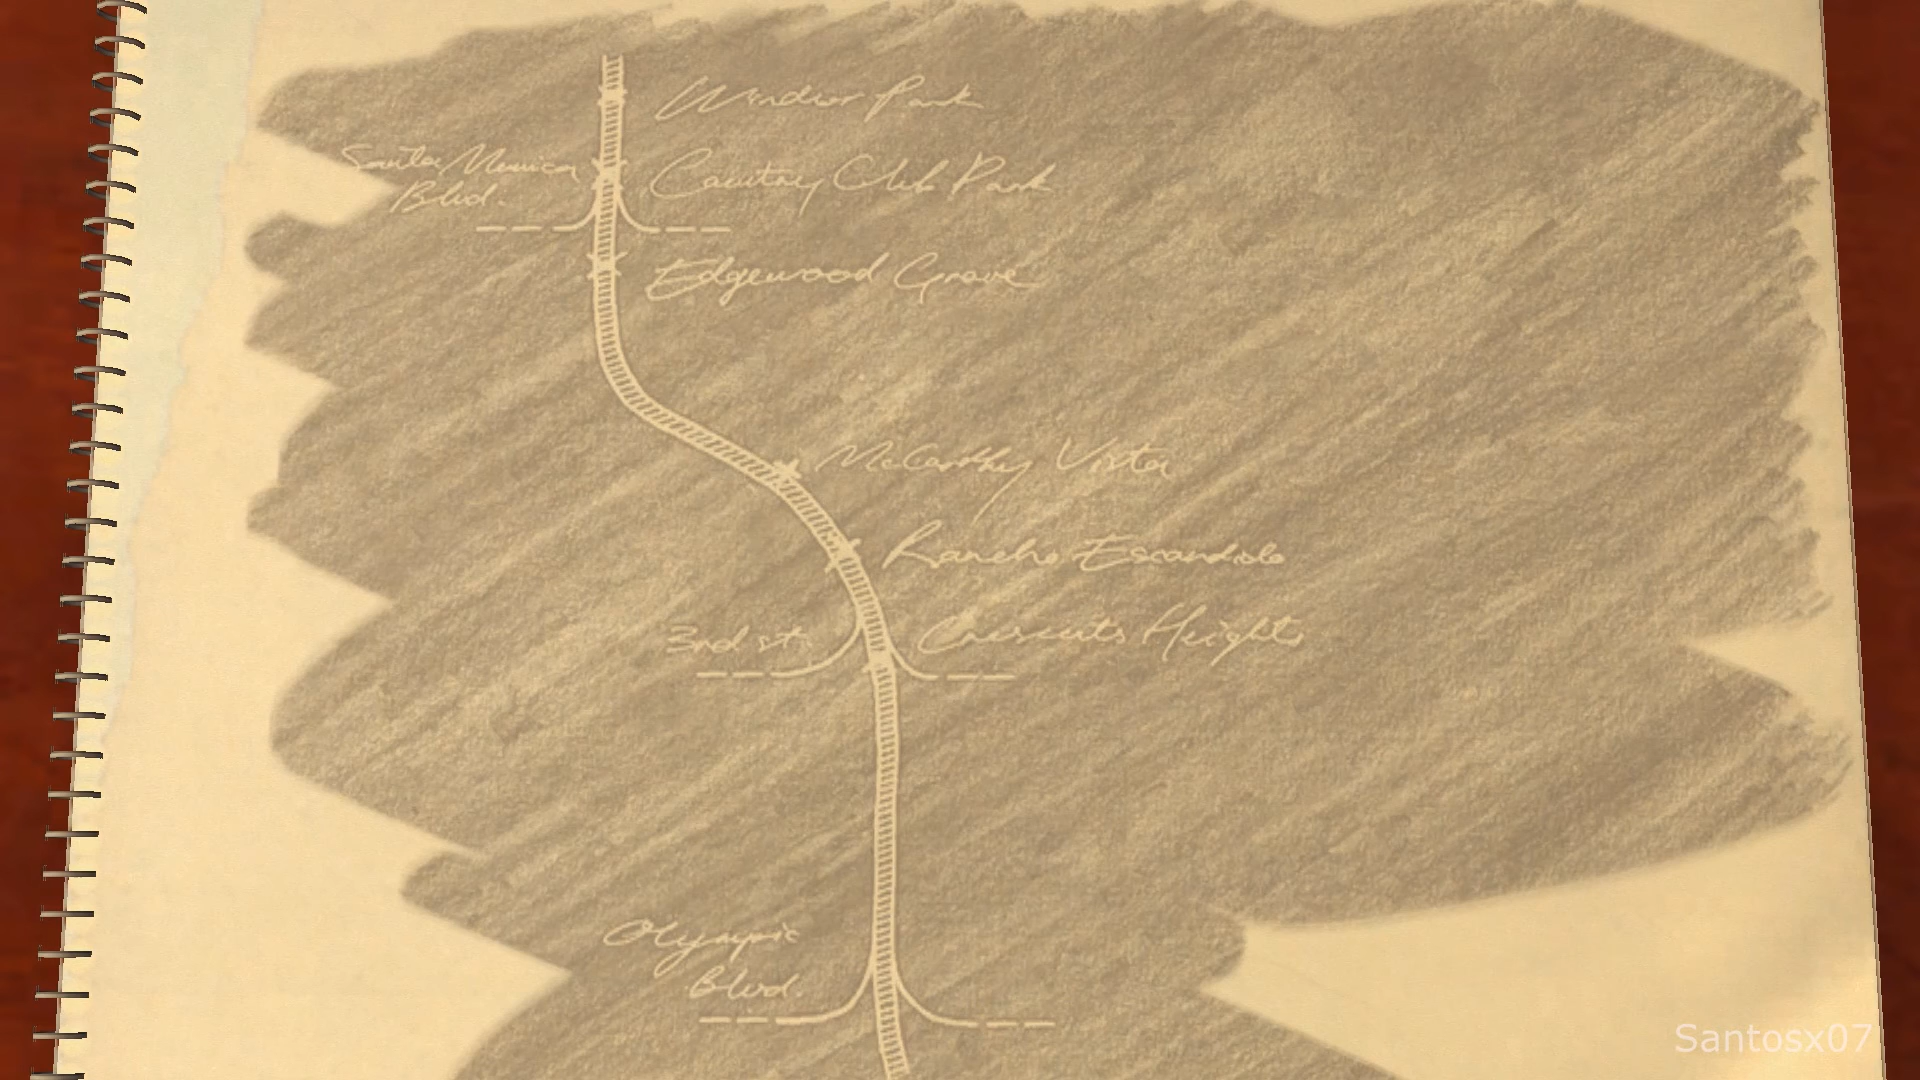 Windsor Park
Santa Monica
Blvd.
Country Club Park
Edgewood Grove
McCarthy Vista
Rancho Escondido
3nd st.
Crescents Heights
Olympic
Blvd.
Santosx07